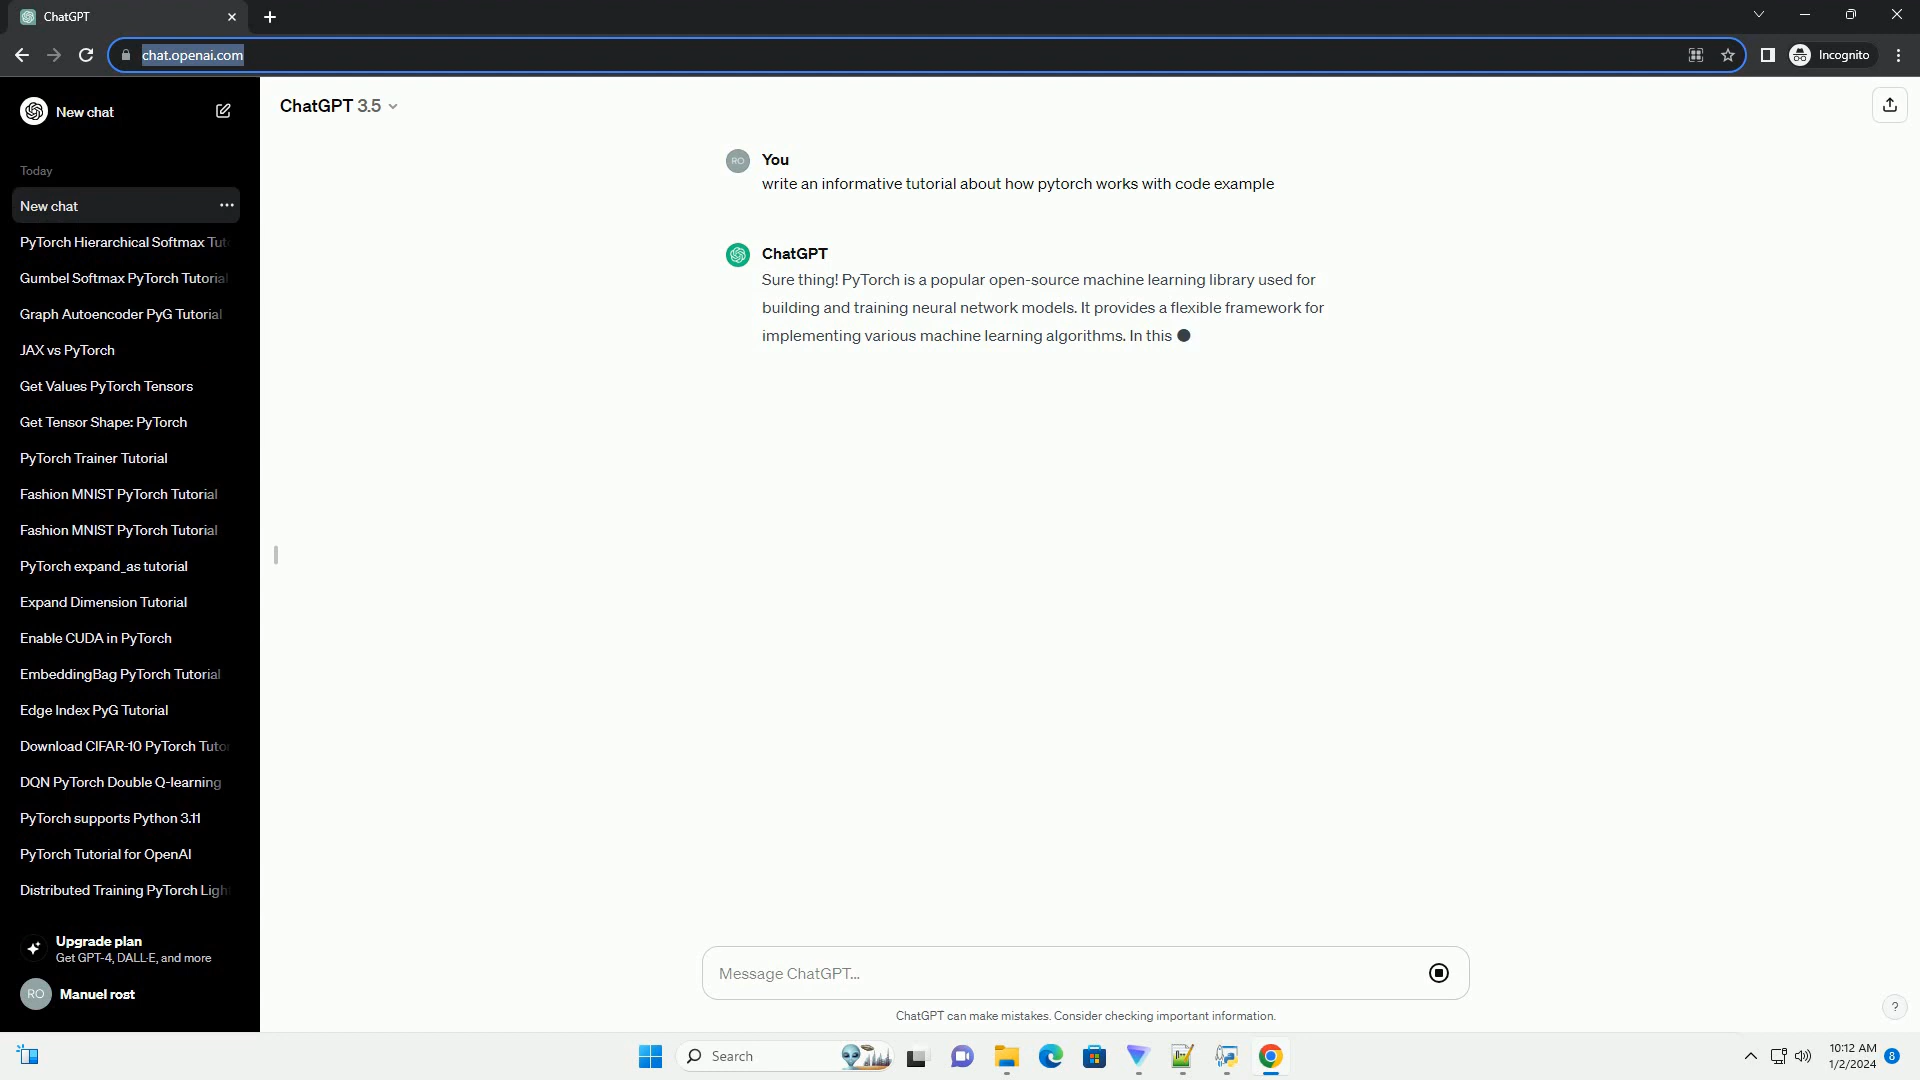 ChatGPT
chat.openai.com
Incognito
New chat
Today
New chat
PyTorch Hierarchical Softmax Tut
Gumbel Softmax PyTorch Tutorial
Graph Autoencoder PyG Tutorial
JAX vs PyTorch
Get Values PyTorch Tensors
Get Tensor Shape: PyTorch
PyTorch Trainer Tutorial
Fashion MNIST PyTorch Tutorial
Fashion MNIST PyTorch Tutorial
PyTorch expand_as tutorial
Expand Dimension Tutorial
Enable CUDA in PyTorch
EmbeddingBag PyTorch Tutorial
Edge Index PyG Tutorial
Download CIFAR-10 PyTorch Tutor
DQN PyTorch Double Q-learning
PyTorch supports Python 3.11
PyTorch Tutorial for OpenAI
Distributed Training PyTorch Ligh
Upgrade plan
Get GPT-4, DALL·E, and more
RO
Manuel rost
ChatGPT 3.5
RO
You
write an informative tutorial about how pytorch works with code example
ChatGPT
Sure thing! PyTorch is a popular open-source machine learning library used for
building and training neural network models. It provides a flexible framework for
implementing various machine learning algorithms. In this
Message ChatGPT...
ChatGPT can make mistakes. Consider checking important information.
?
Search
10:12 AM
1/2/2024
8